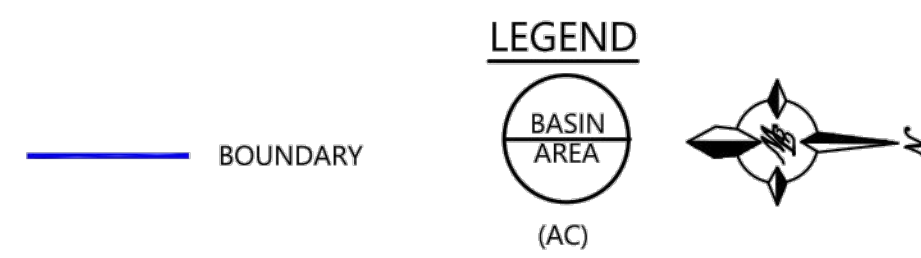 LEGEND
BOUNDARY
BASIN
AREA
(AC)
N